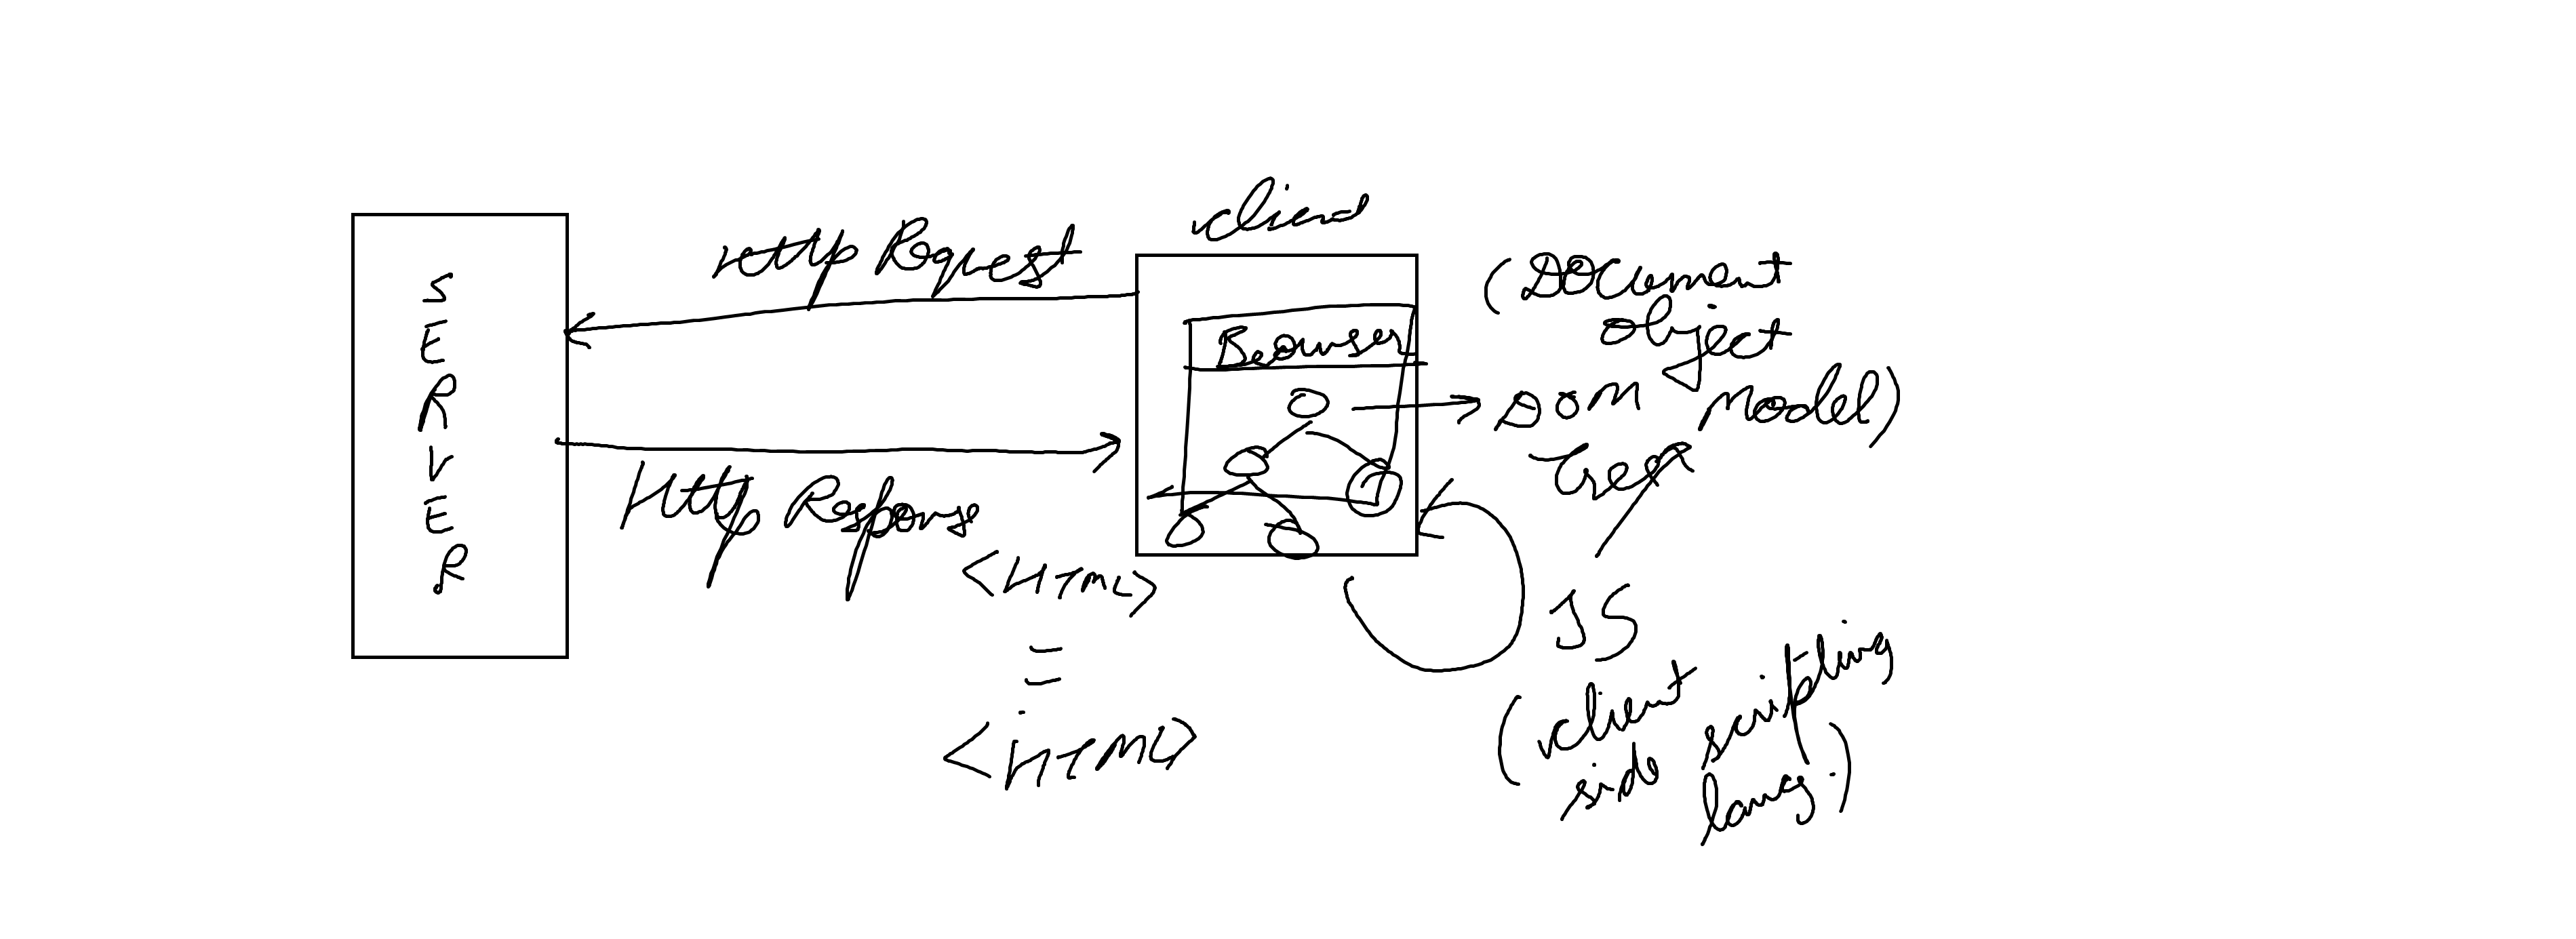 SERVER
Http Request
Http Response
<HTML>
<HTML>
client
Browser
(Document
object
Model)
DOM
Tree
JS
(client
side scripting
lang.)